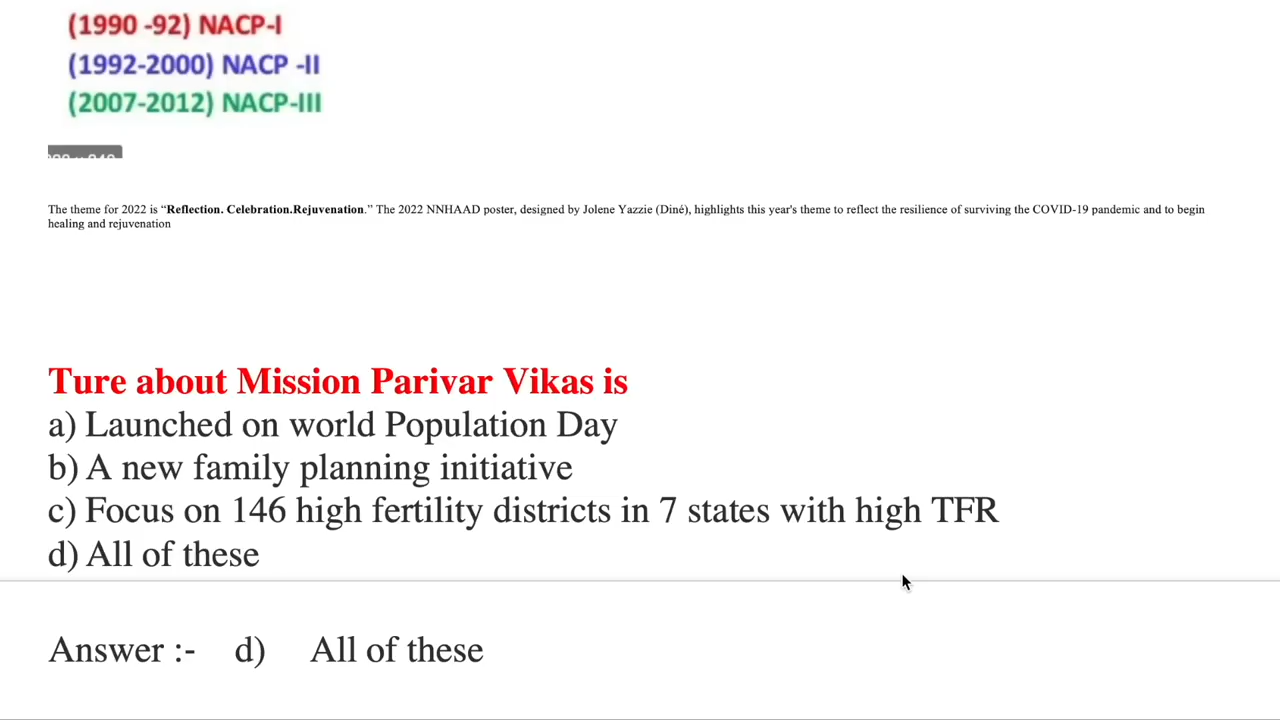 (1990 -92) NACP-I
(1992-2000) NACP -II
(2007-2012) NACP-III
The theme for 2022 is “Reflection. Celebration.Rejuvenation.” The 2022 NNHAAD poster, designed by Jolene Yazzie (Diné), highlights this year's theme to reflect the resilience of surviving the COVID-19 pandemic and to begin
healing and rejuvenation
Ture about Mission Parivar Vikas is
a) Launched on world Population Day
b) A new family planning initiative
c) Focus on 146 high fertility districts in 7 states with high TFR
d) All of these
Answer :- d) All of these